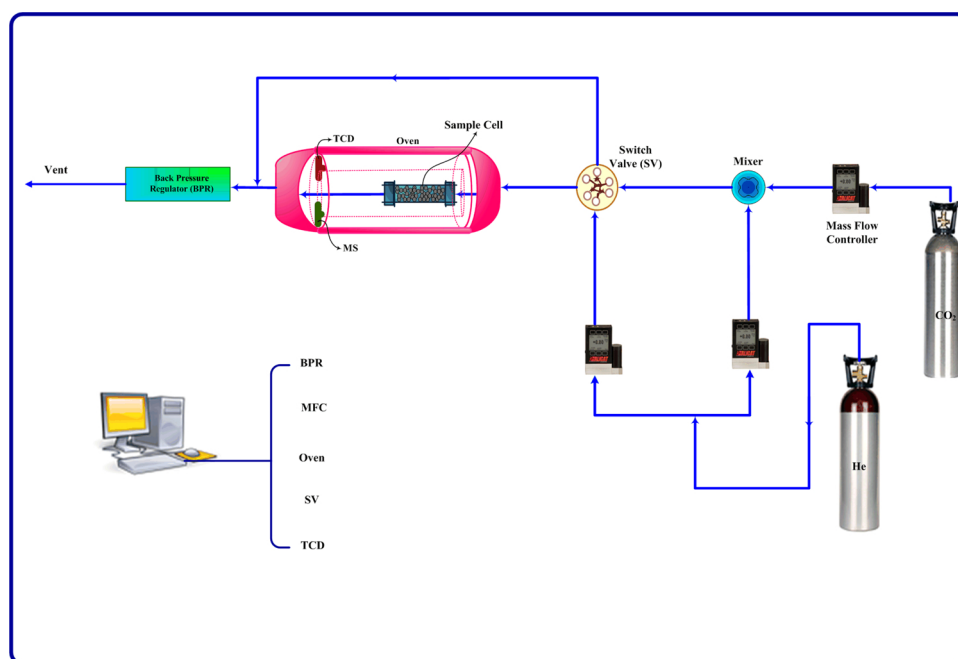 TCD
Oven
Sample Cell
Vent
Back Pressure
Regulator (BPR)
MS
Switch
Valve (SV)
Mixer
Mass Flow
Controller
CO2
He
BPR
MFC
Oven
SV
TCD